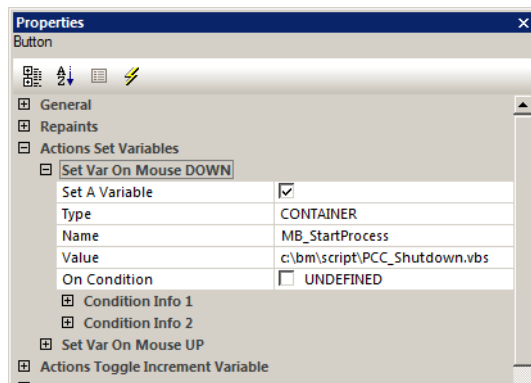 Properties
Button
General
Repaints
Actions Set Variables
Set Var On Mouse DOWN
Set A Variable
Type CONTAINER
Name MB_StartProcess
Value c:\bm\script\PCC_Shutdown.vbs
On Condition UNDEFINED
Condition Info 1
Condition Info 2
Set Var On Mouse UP
Actions Toggle Increment Variable